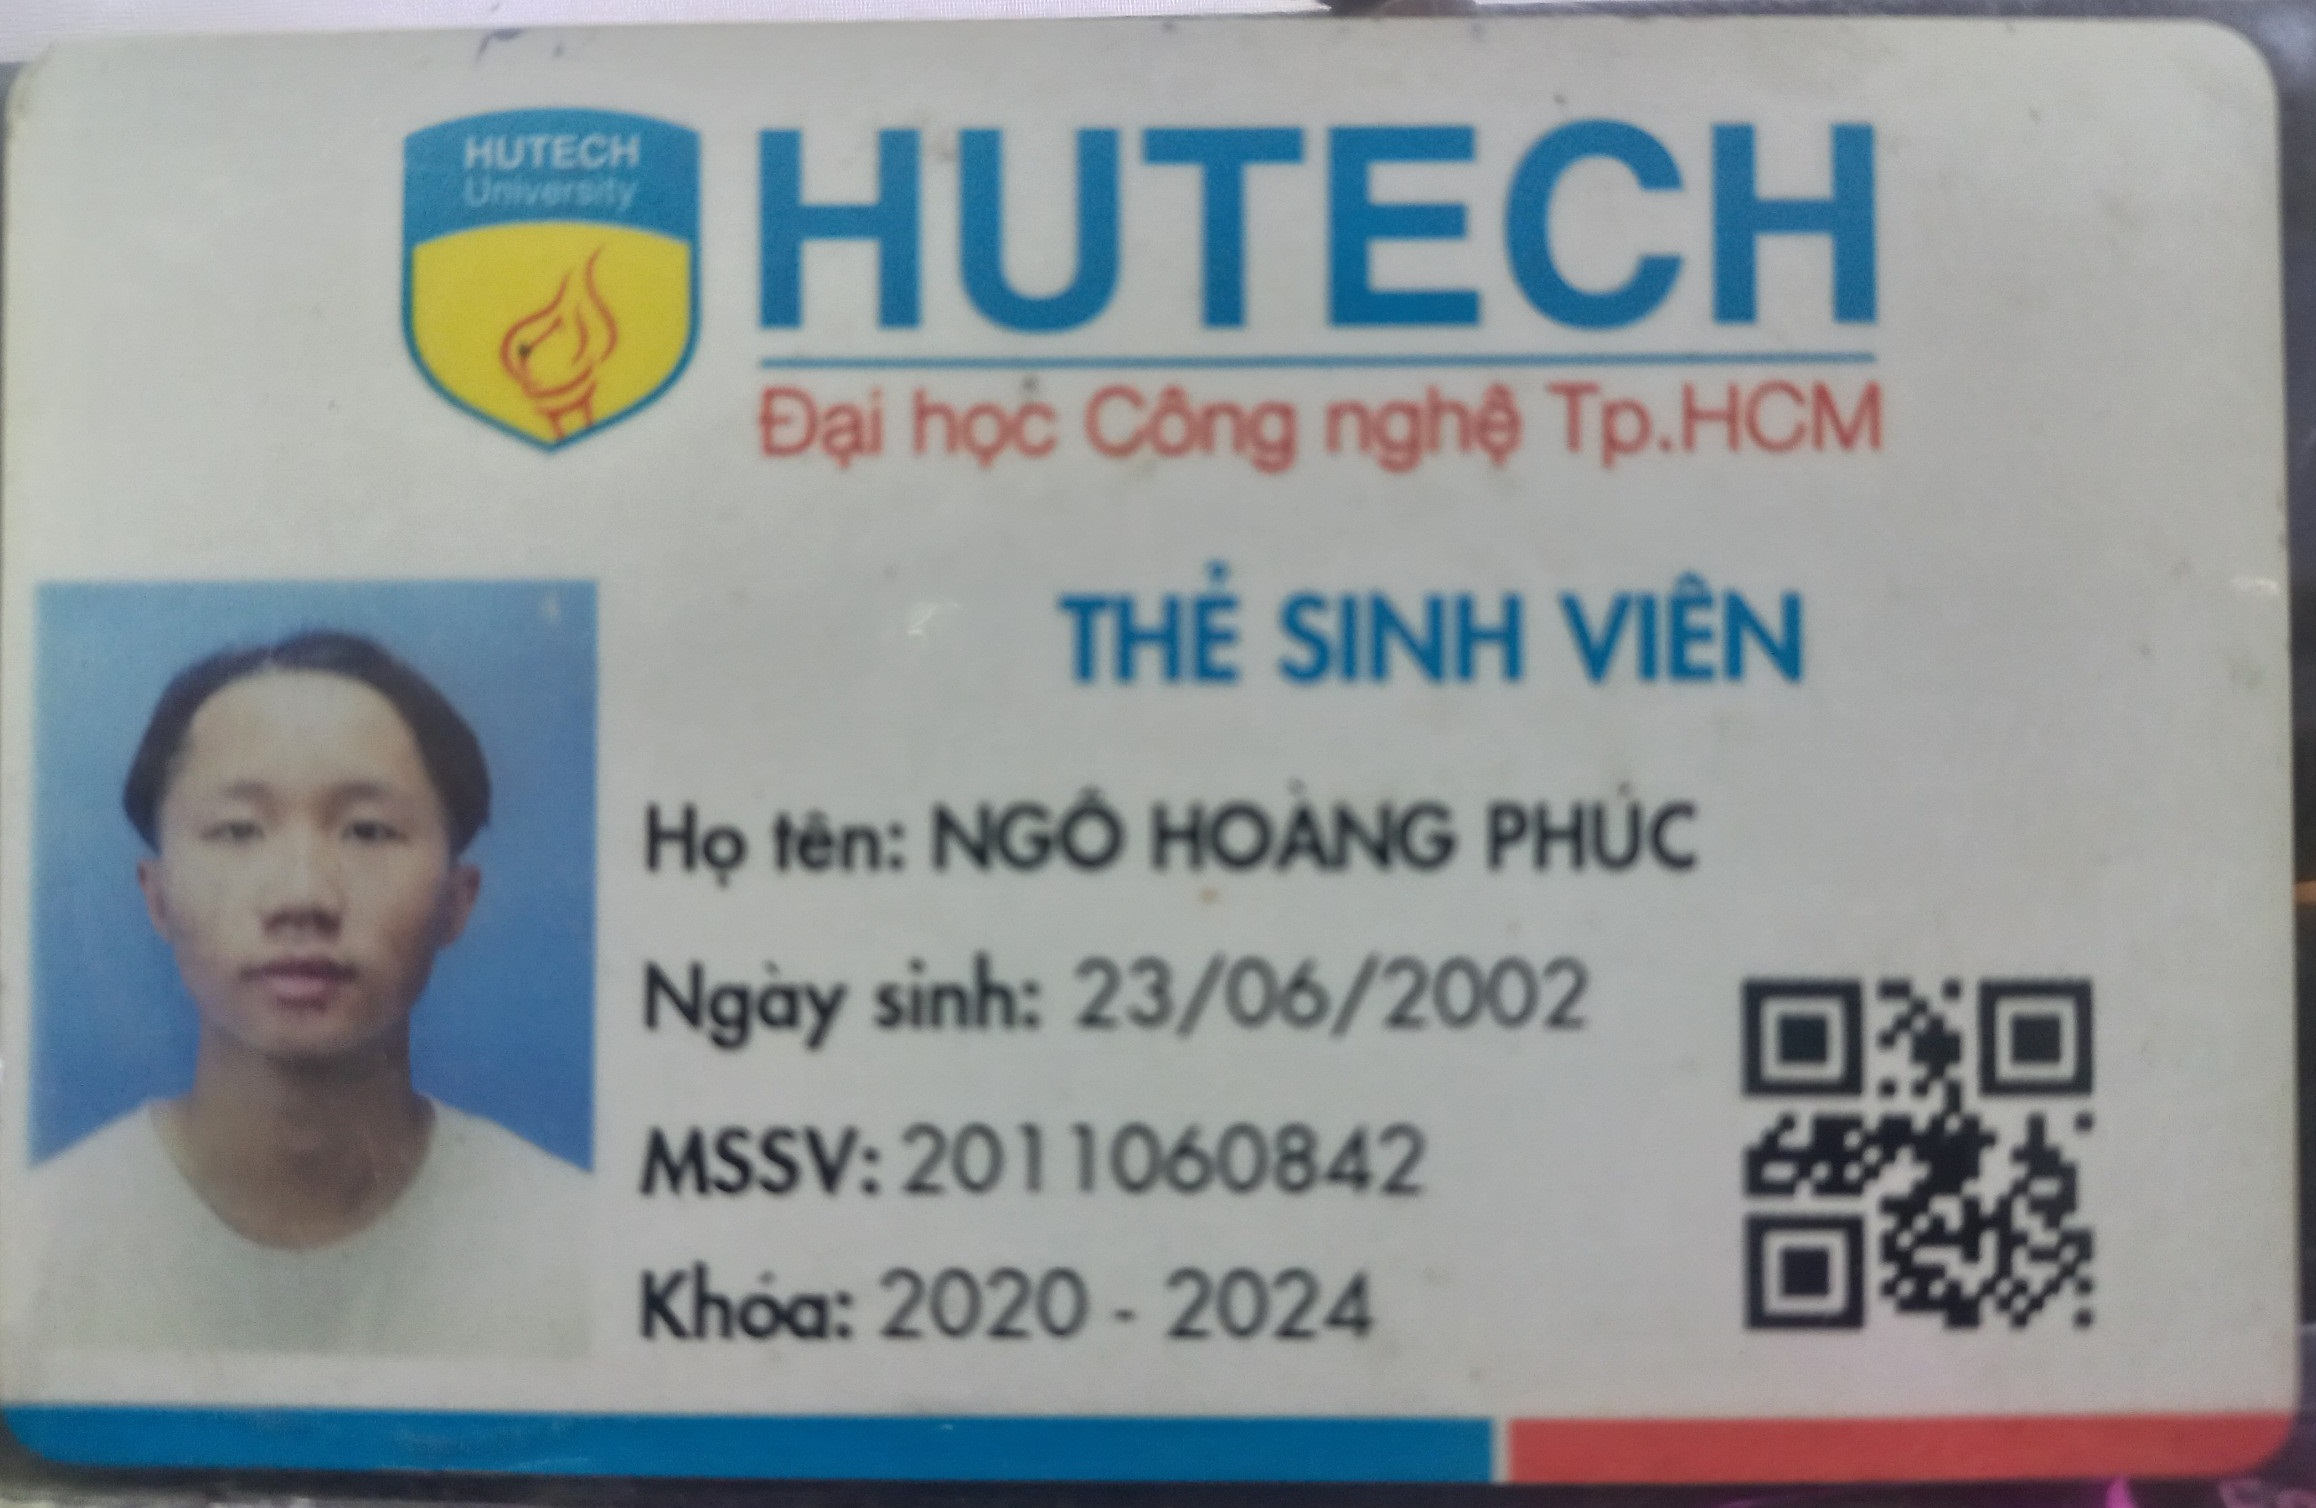 HUTECH
University
HUTECH
Đại học Công nghệ Tp.HCM
THẺ SINH VIÊN
Họ tên: NGÔ HOÀNG PHÚC
Ngày sinh: 23/06/2002
MSSV: 2011060842
Khóa: 2020 - 2024